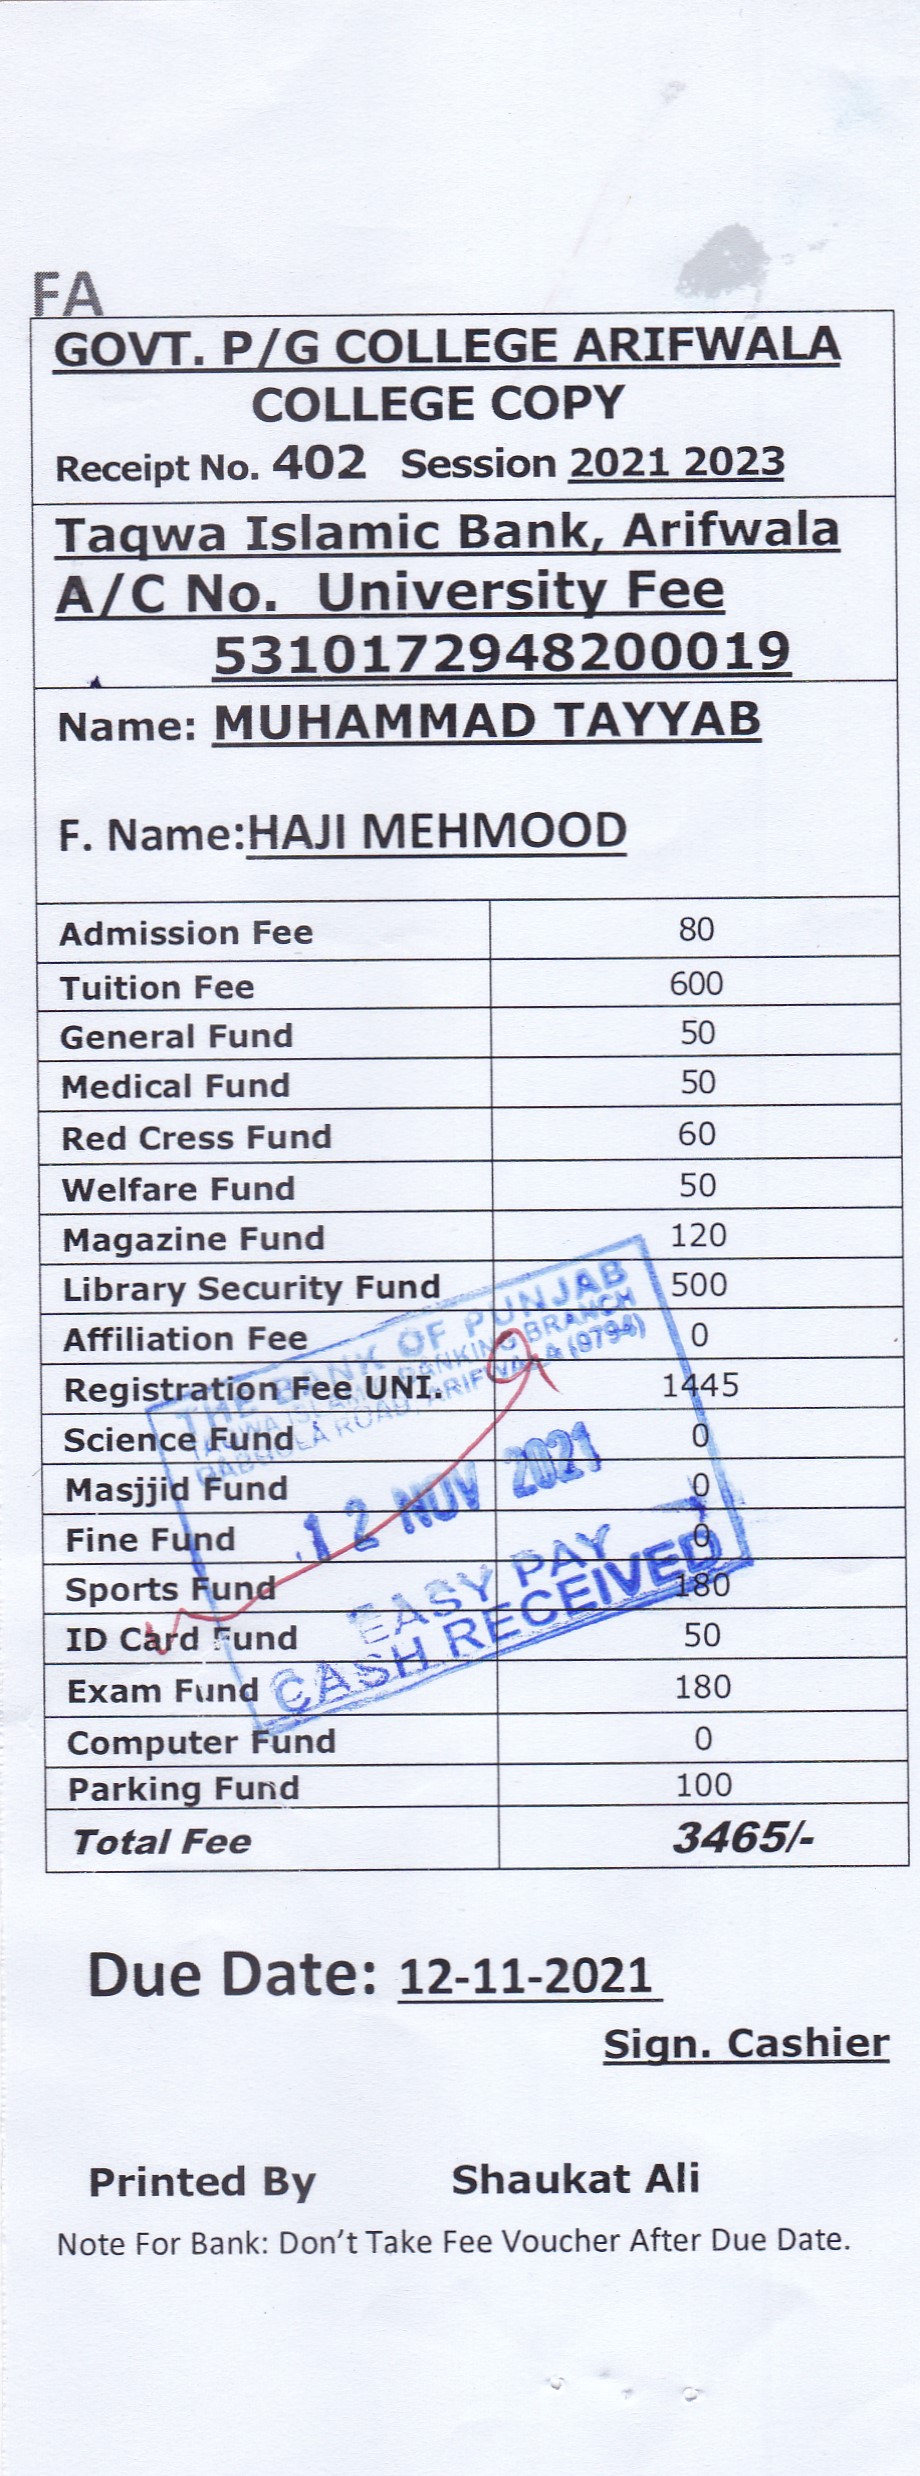 FA
GOVT. P/G COLLEGE ARIFWALA
COLLEGE COPY
Receipt No. 402 Session 2021 2023
Taqwa Islamic Bank, Arifwala
A/C No. University Fee
5310172948200019
Name: MUHAMMAD TAYYAB
F. Name:HAJI MEHMOOD
Admission Fee 80
Tuition Fee 600
General Fund 50
Medical Fund 50
Red Cress Fund 60
Welfare Fund 50
Magazine Fund 120
Library Security Fund 500
Affiliation Fee 0
Registration Fee UNI. 1445
Science Fund 0
Masjjid Fund 0
Fine Fund 0
Sports Fund 180
ID Card Fund 50
Exam Fund 180
Computer Fund 0
Parking Fund 100
Total Fee 3465/-
THE BANK OF PUNJAB
TAQWA ISLAMIC BANKING BRANCH
ROAD, ARIFWALA (0794)
12 NOV 2021
EASY PAY
CASH RECEIVED
Due Date: 12-11-2021
Sign. Cashier
Printed By Shaukat Ali
Note For Bank: Don't Take Fee Voucher After Due Date.